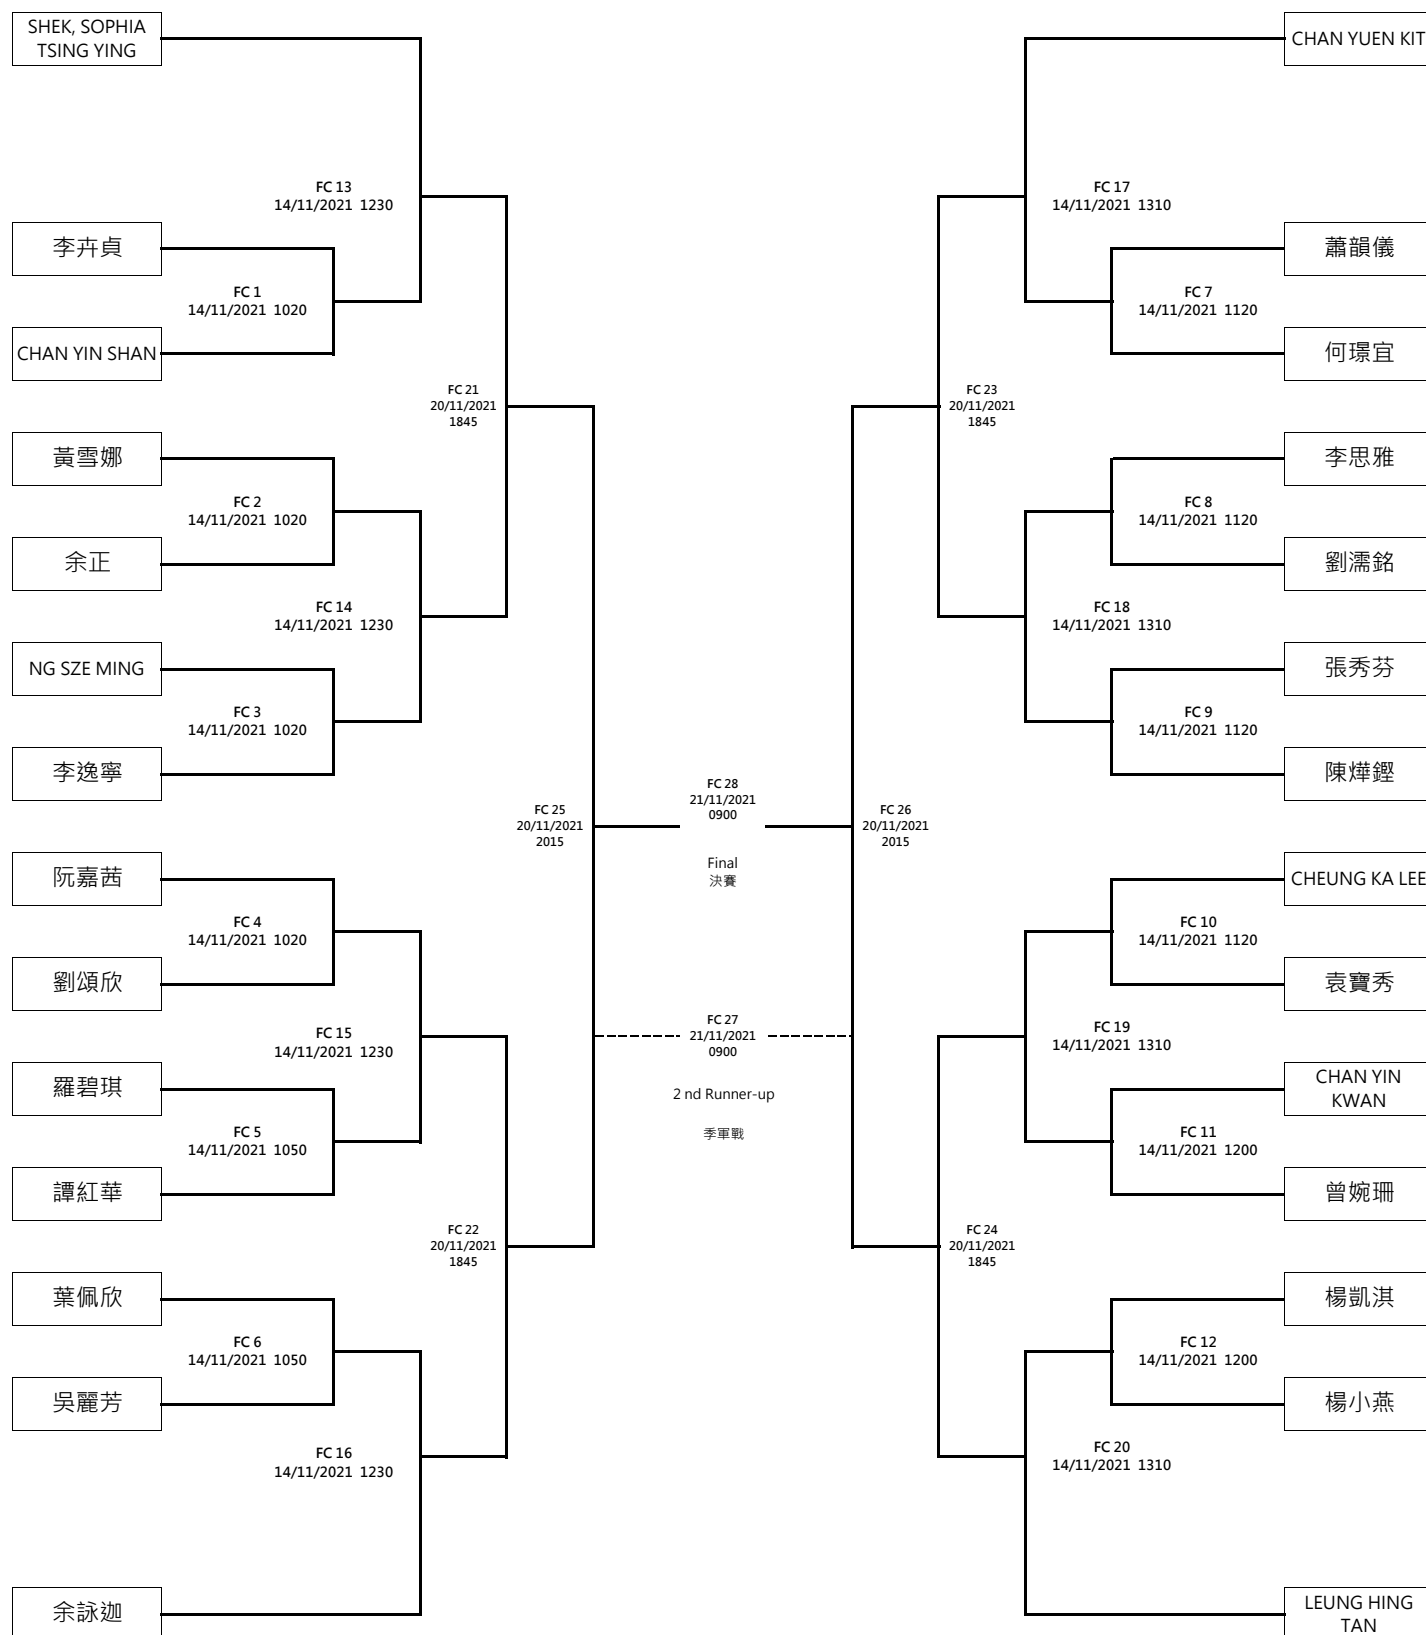 SHEK, SOPHIA
TSING YING
CHAN YUEN KIT
FC 13
14/11/2021 1230
FC 17
14/11/2021 1310
李卉貞
蕭韻儀
FC 1
14/11/2021 1020
FC 7
14/11/2021 1120
CHAN YIN SHAN
何璟宜
FC 21
20/11/2021
1845
FC 23
20/11/2021
1845
黃雪娜
李思雅
FC 2
14/11/2021 1020
FC 8
14/11/2021 1120
余正
劉濡銘
FC 14
14/11/2021 1230
FC 18
14/11/2021 1310
NG SZE MING
張秀芬
FC 3
14/11/2021 1020
FC 9
14/11/2021 1120
李逸寧
陳燁鏗
FC 25
20/11/2021
2015
FC 28
21/11/2021
0900
Final
決賽
FC 26
20/11/2021
2015
阮嘉茜
CHEUNG KA LEE
FC 4
14/11/2021 1020
FC 10
14/11/2021 1120
劉頌欣
袁寶秀
FC 15
14/11/2021 1230
FC 27
21/11/2021
0900
2 nd Runner-up
季軍戰
FC 19
14/11/2021 1310
羅碧琪
CHAN YIN
KWAN
FC 5
14/11/2021 1050
FC 11
14/11/2021 1200
譚紅華
曾婉珊
FC 22
20/11/2021
1845
FC 24
20/11/2021
1845
葉佩欣
楊凱淇
FC 6
14/11/2021 1050
FC 12
14/11/2021 1200
吳麗芳
楊小燕
FC 16
14/11/2021 1230
FC 20
14/11/2021 1310
余詠迦
LEUNG HING
TAN